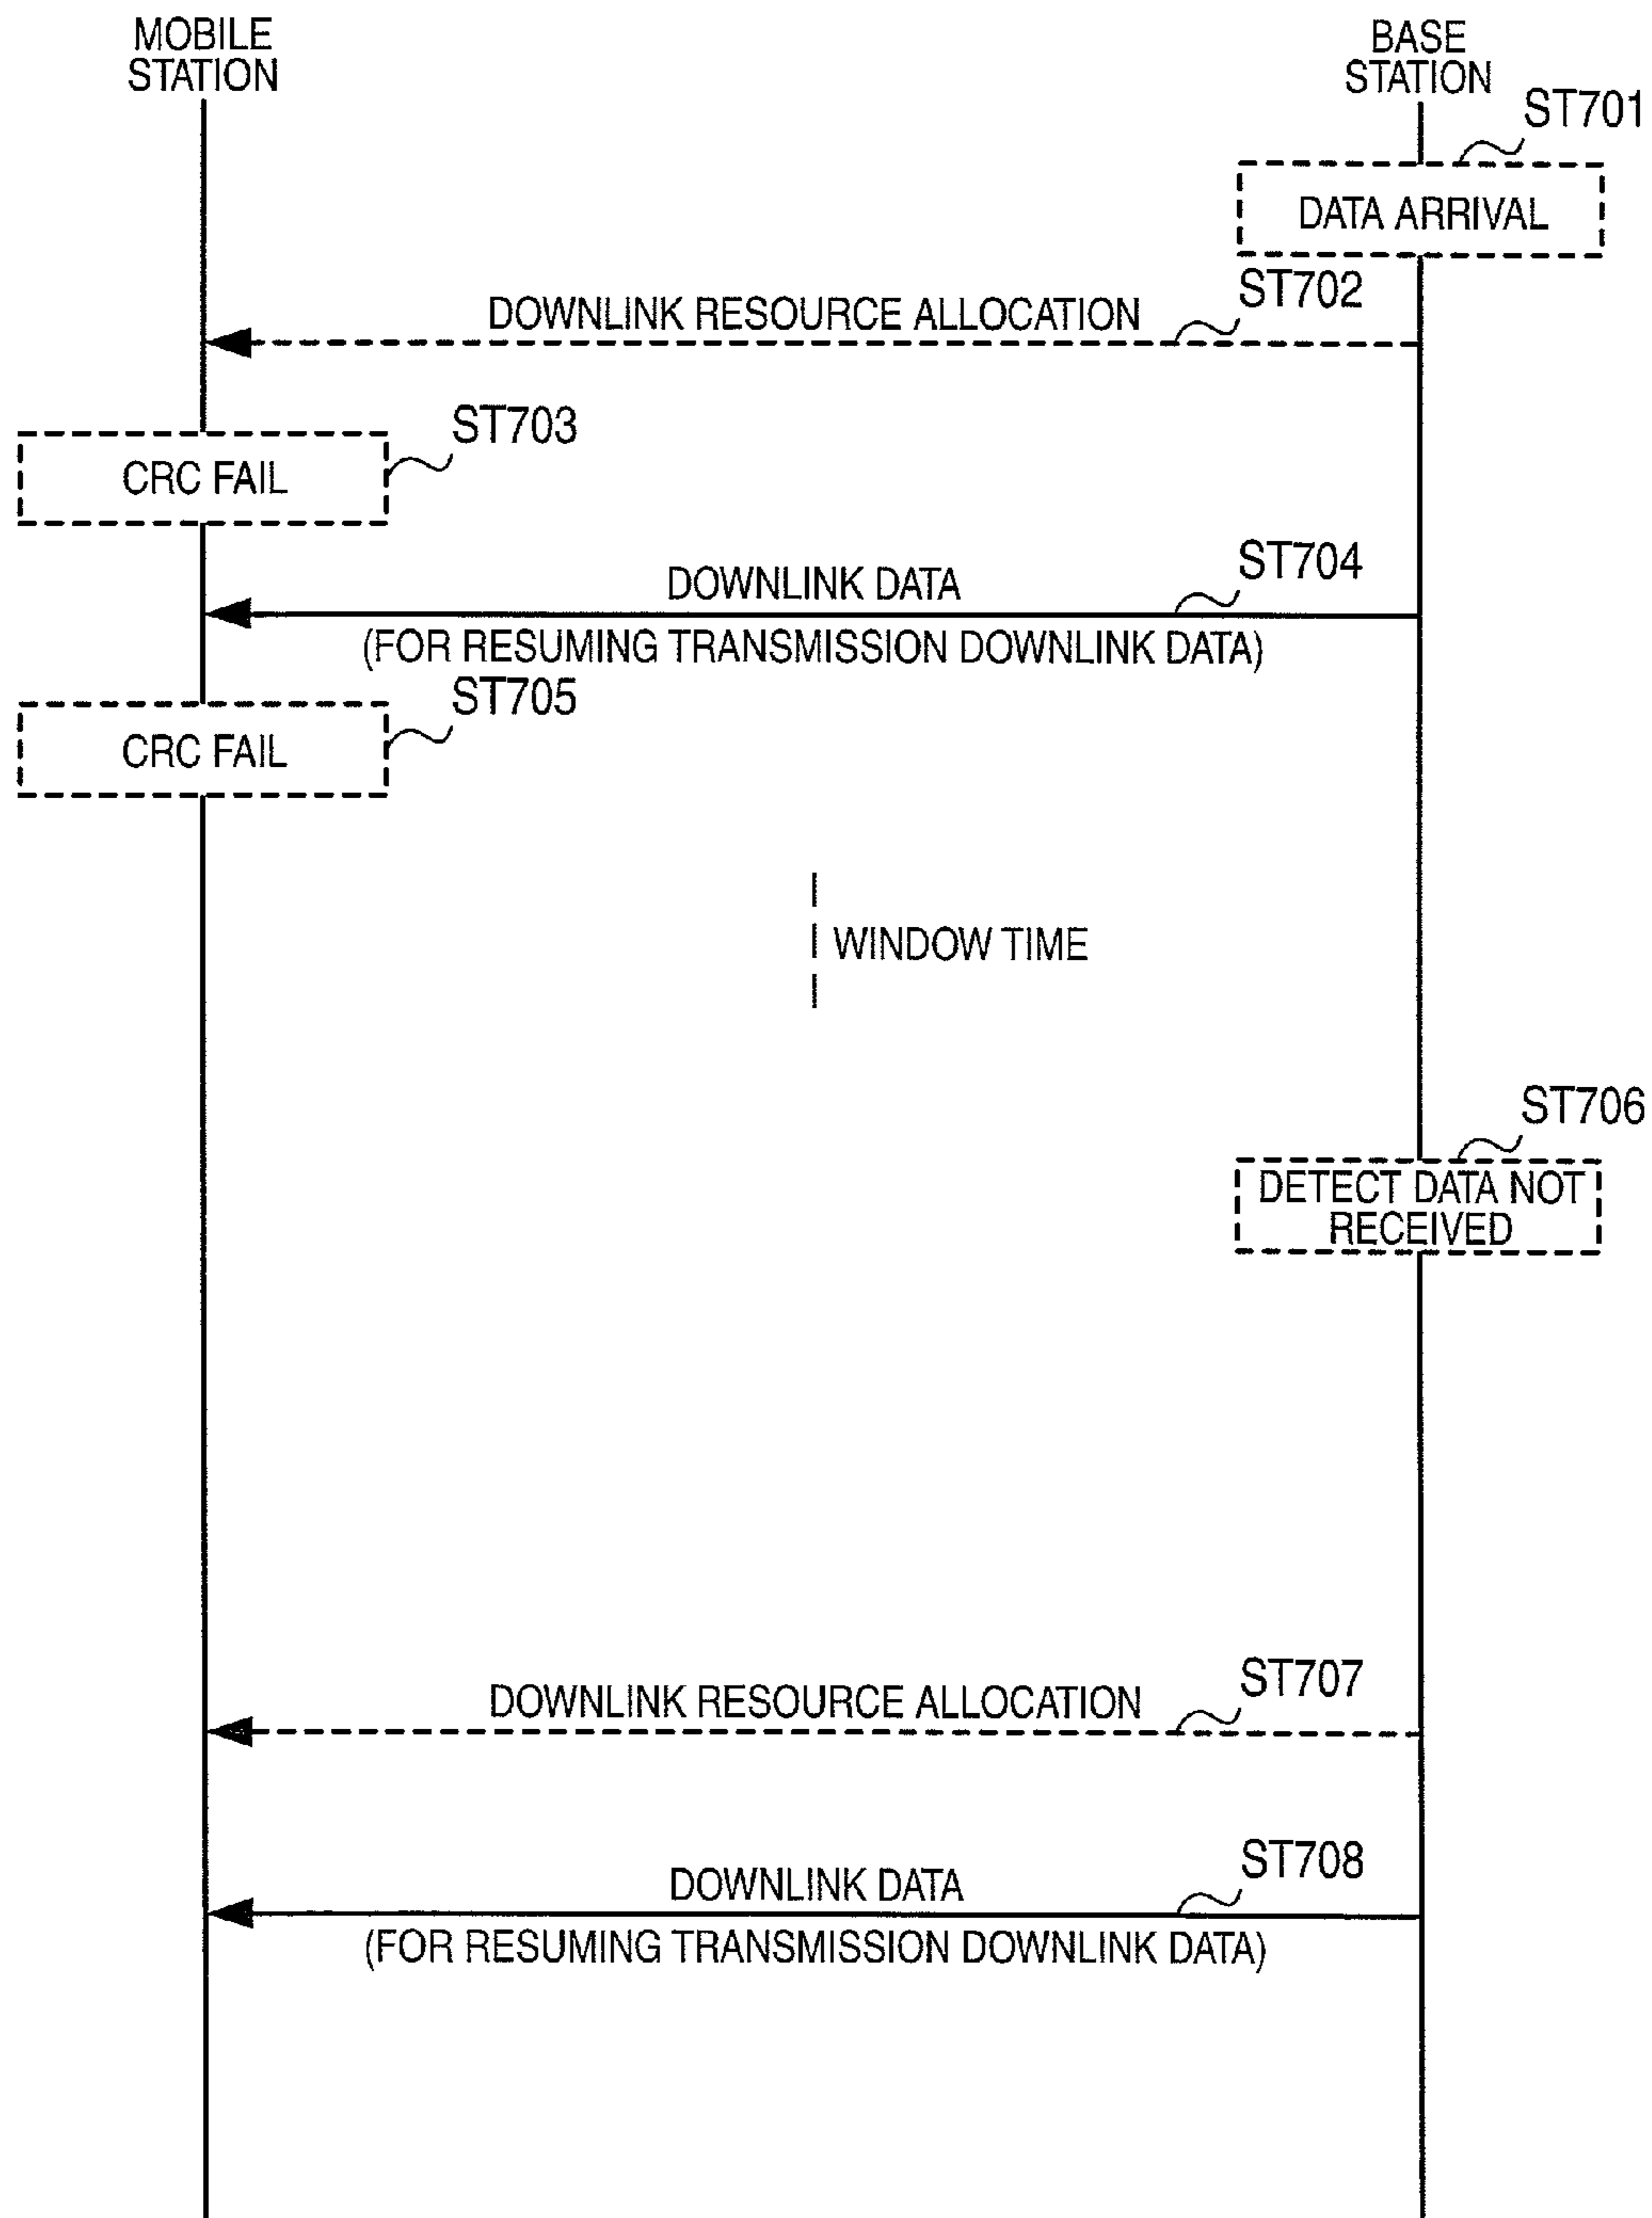 MOBILE
STATION
BASE
STATION
ST701
DATA ARRIVAL
ST702
DOWNLINK RESOURCE ALLOCATION
ST703
CRC FAIL
ST704
DOWNLINK DATA
(FOR RESUMING TRANSMISSION DOWNLINK DATA)
ST705
CRC FAIL
WINDOW TIME
ST706
DETECT DATA NOT
RECEIVED
ST707
DOWNLINK RESOURCE ALLOCATION
ST708
DOWNLINK DATA
(FOR RESUMING TRANSMISSION DOWNLINK DATA)